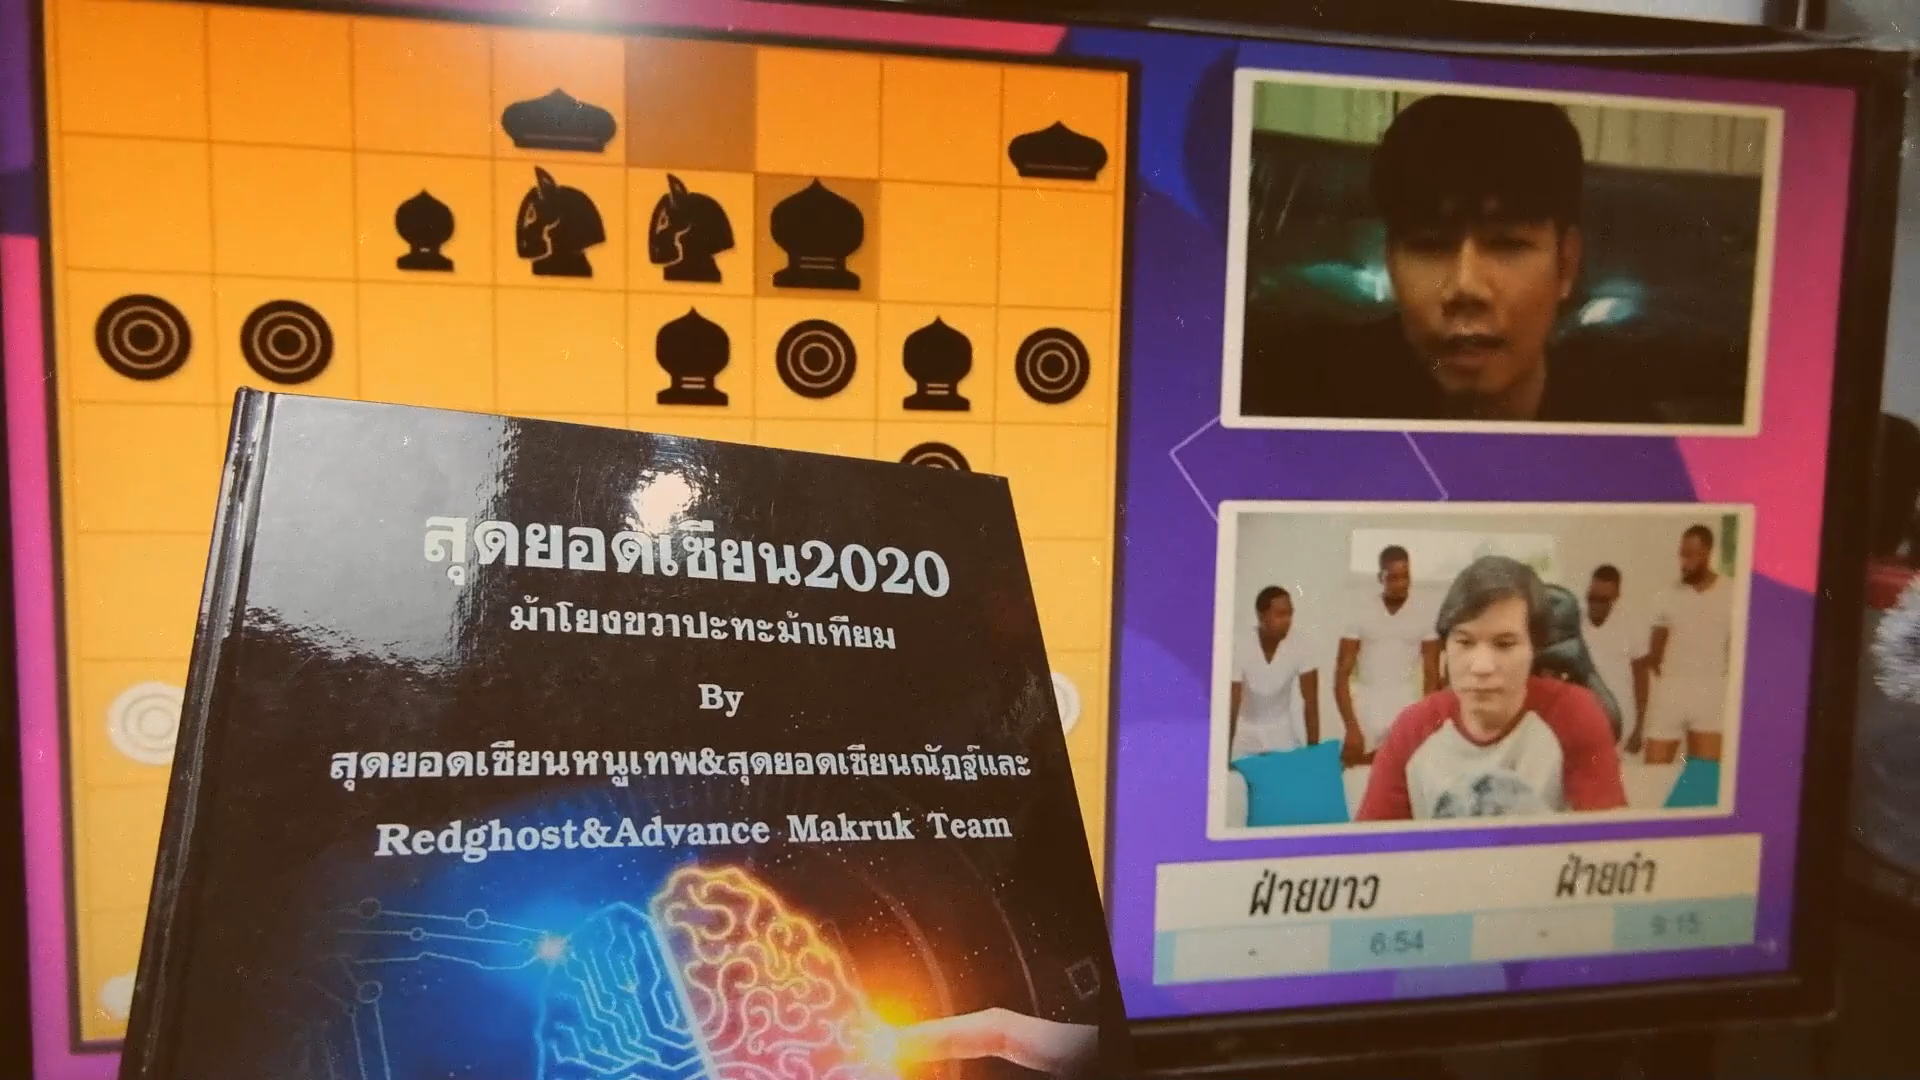 สุดยอดเซียน2020
ม้าโยงขวาปะทะม้าเทียม
By
สุดยอดเซียนหนูเทพ&สุดยอดเซียนณัฏฐ์และ
Redghost&Advance Makruk Team
ฝ่ายขาว ฝ่ายดำ
- 6:54 - 9:15